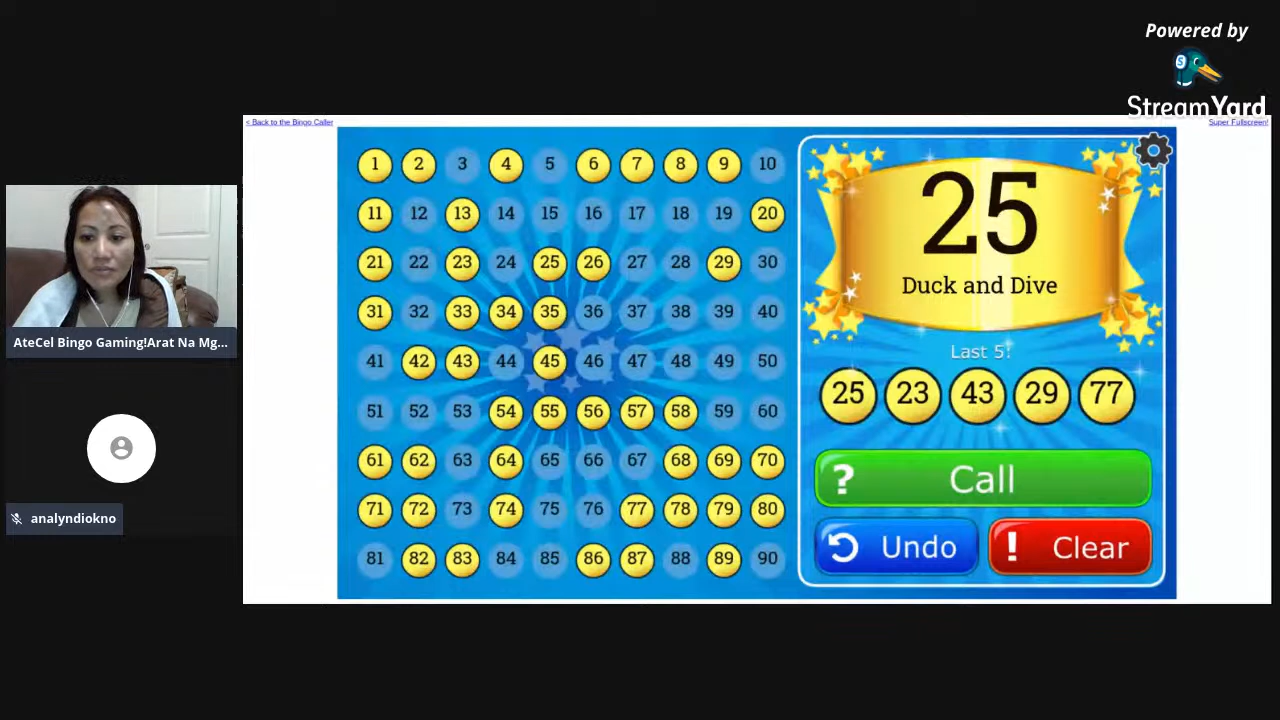 Powered by
StreamYard
< Back to the Bingo Caller
Super Fullscreen!
1 2 3 4 5 6 7 8 9 10
11 12 13 14 15 16 17 18 19 20
21 22 23 24 25 26 27 28 29 30
31 32 33 34 35 36 37 38 39 40
41 42 43 44 45 46 47 48 49 50
51 52 53 54 55 56 57 58 59 60
61 62 63 64 65 66 67 68 69 70
71 72 73 74 75 76 77 78 79 80
81 82 83 84 85 86 87 88 89 90
25
Duck and Dive
Last 5!
25 23 43 29 77
? Call
Undo
! Clear
AteCel Bingo Gaming!Arat Na Mg...
analyndiokno